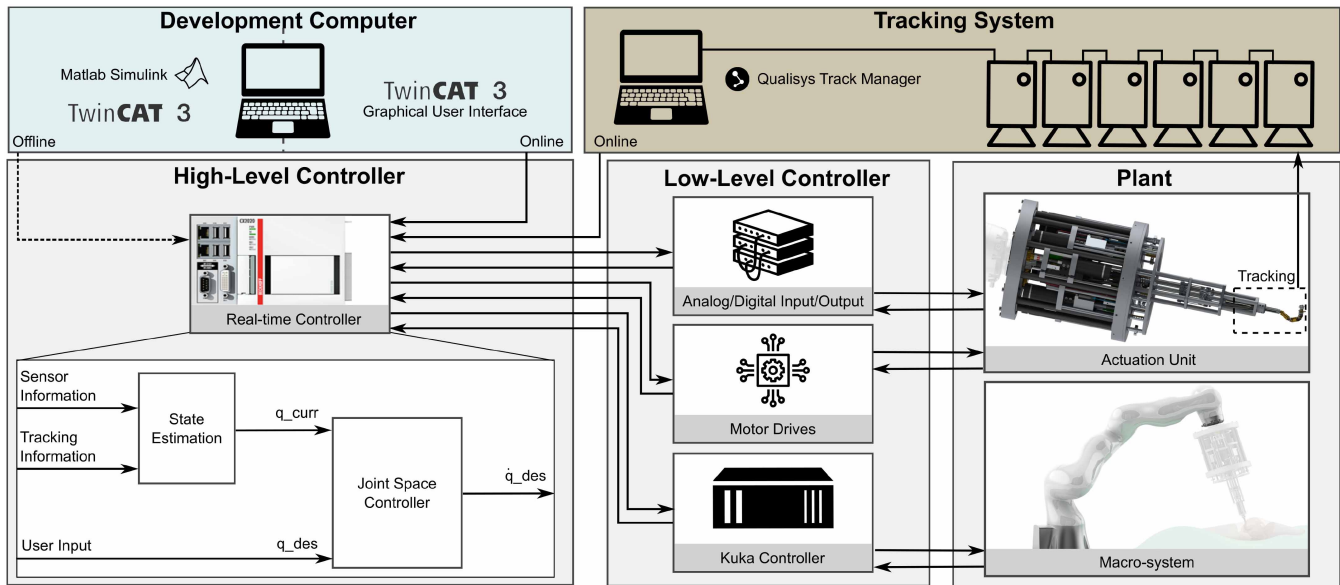 Development Computer
Matlab Simulink
TwinCAT 3
TwinCAT 3
Graphical User Interface
Offline
Online
Tracking System
Qualisys Track Manager
Online
High-Level Controller
Real-time Controller
Sensor
Information
Tracking
Information
State
Estimation
q_curr
Joint Space
Controller
q̇_des
User Input
q_des
Low-Level Controller
Analog/Digital Input/Output
Motor Drives
Kuka Controller
Plant
Tracking
Actuation Unit
Macro-system